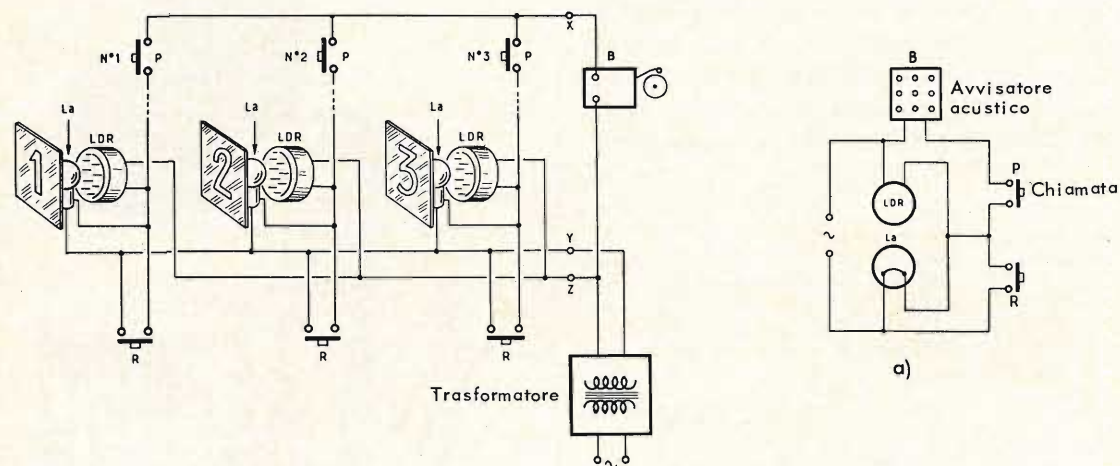 X
N°1
P
N°2
P
N°3
P
B
La
LDR
La
LDR
La
LDR
1
2
3
Y
Z
R
R
R
Trasformatore
~
B
Avvisatore
acustico
P
Chiamata
LDR
~
La
R
a)